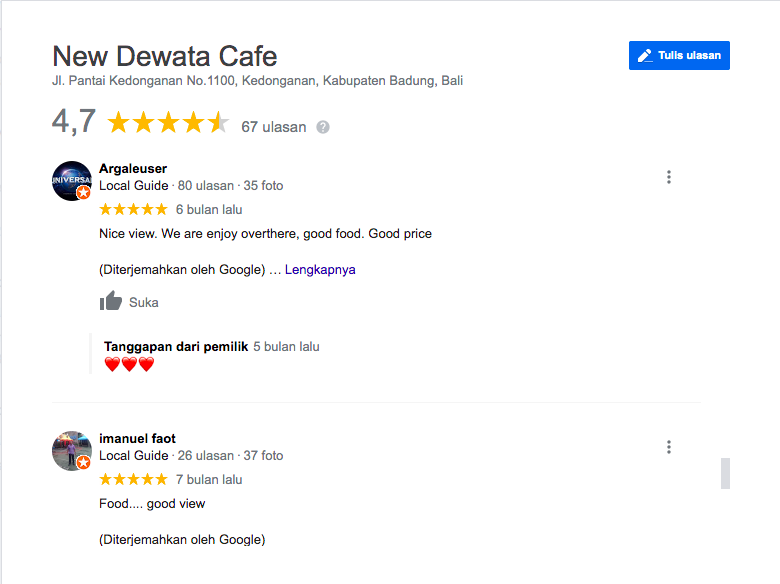 New Dewata Cafe
Tulis ulasan
Jl. Pantai Kedonganan No.1100, Kedonganan, Kabupaten Badung, Bali
4,7 67 ulasan ?
UNIVERSAL
Argaleuser
Local Guide · 80 ulasan · 35 foto
6 bulan lalu
Nice view. We are enjoy overthere, good food. Good price
(Diterjemahkan oleh Google) … Lengkapnya
Suka
Tanggapan dari pemilik 5 bulan lalu
❤️❤️❤️
imanuel faot
Local Guide · 26 ulasan · 37 foto
7 bulan lalu
Food.... good view
(Diterjemahkan oleh Google)